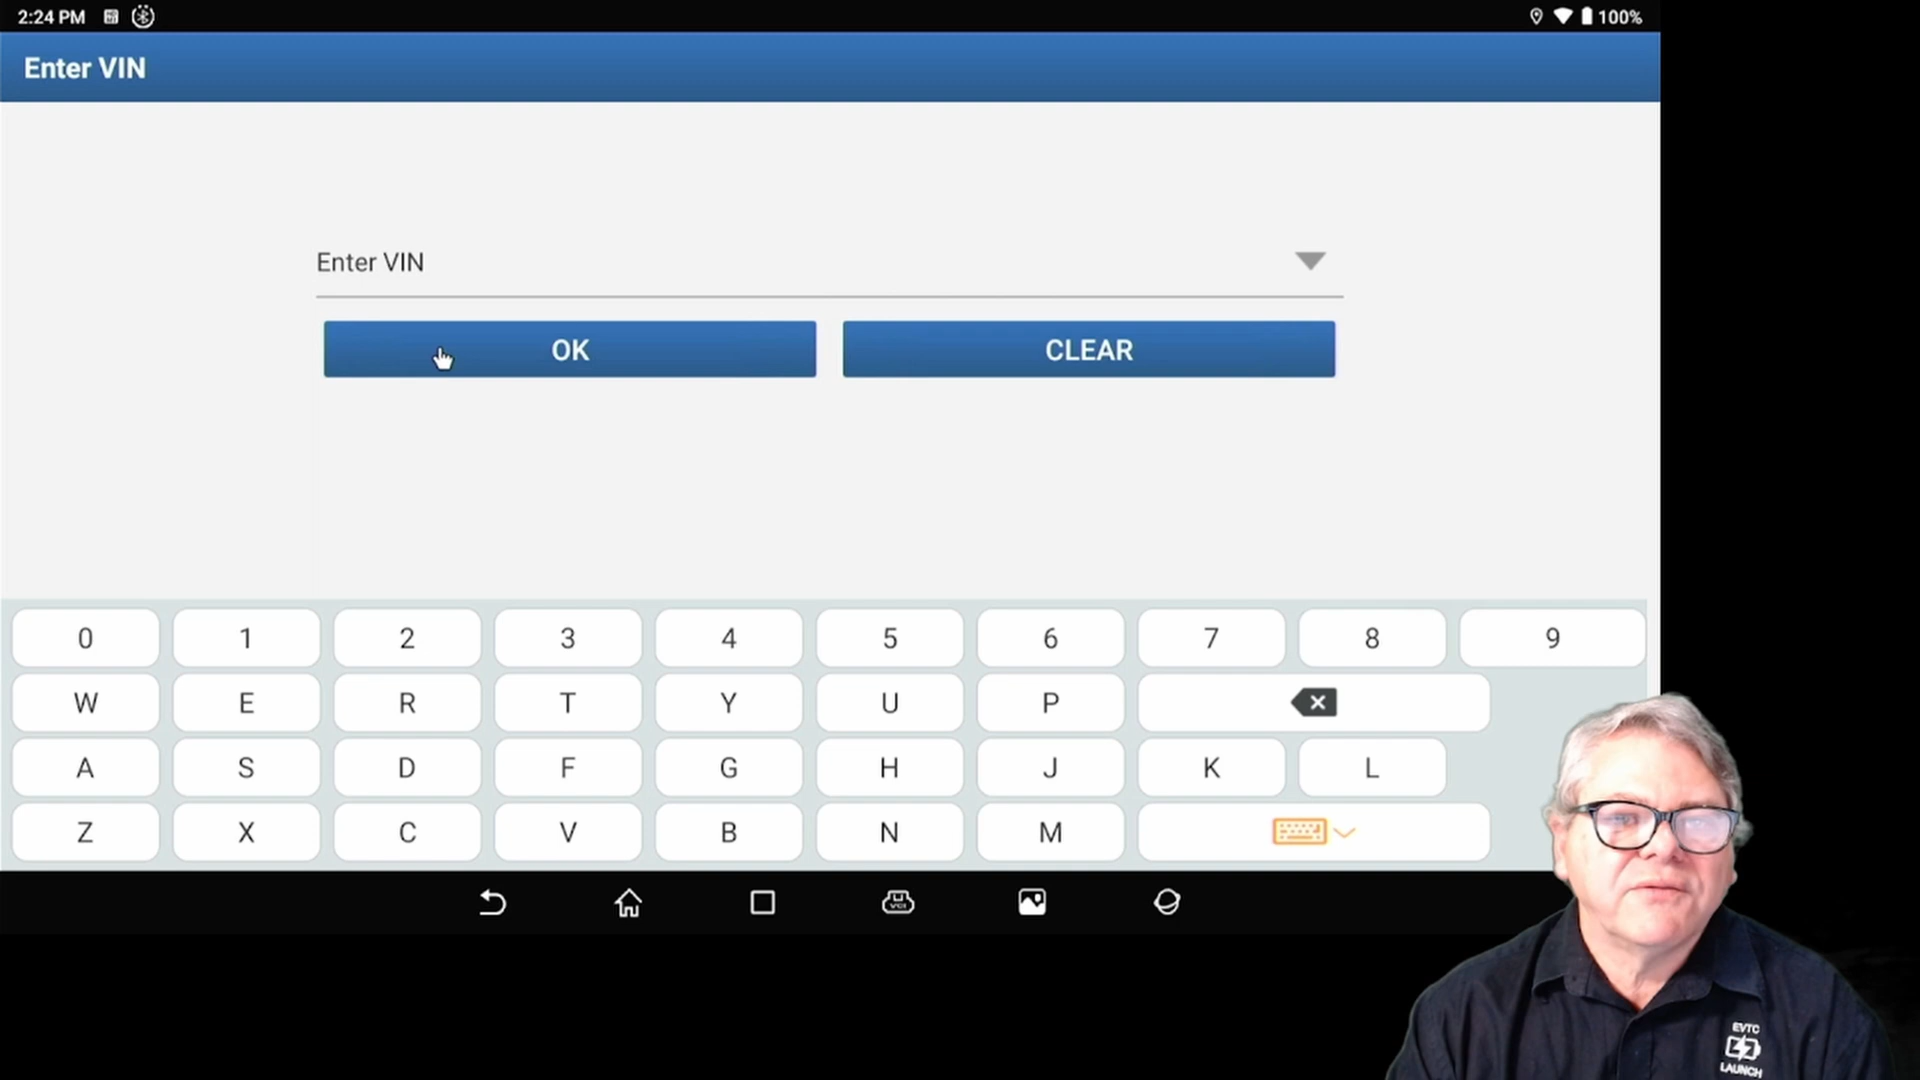 2:24 PM
100%
Enter VIN
Enter VIN
OK
CLEAR
0 1 2 3 4 5 6 7 8 9
W E R T Y U P
A S D F G H J K L
Z X C V B N M
VCI
EVTC
LAUNCH